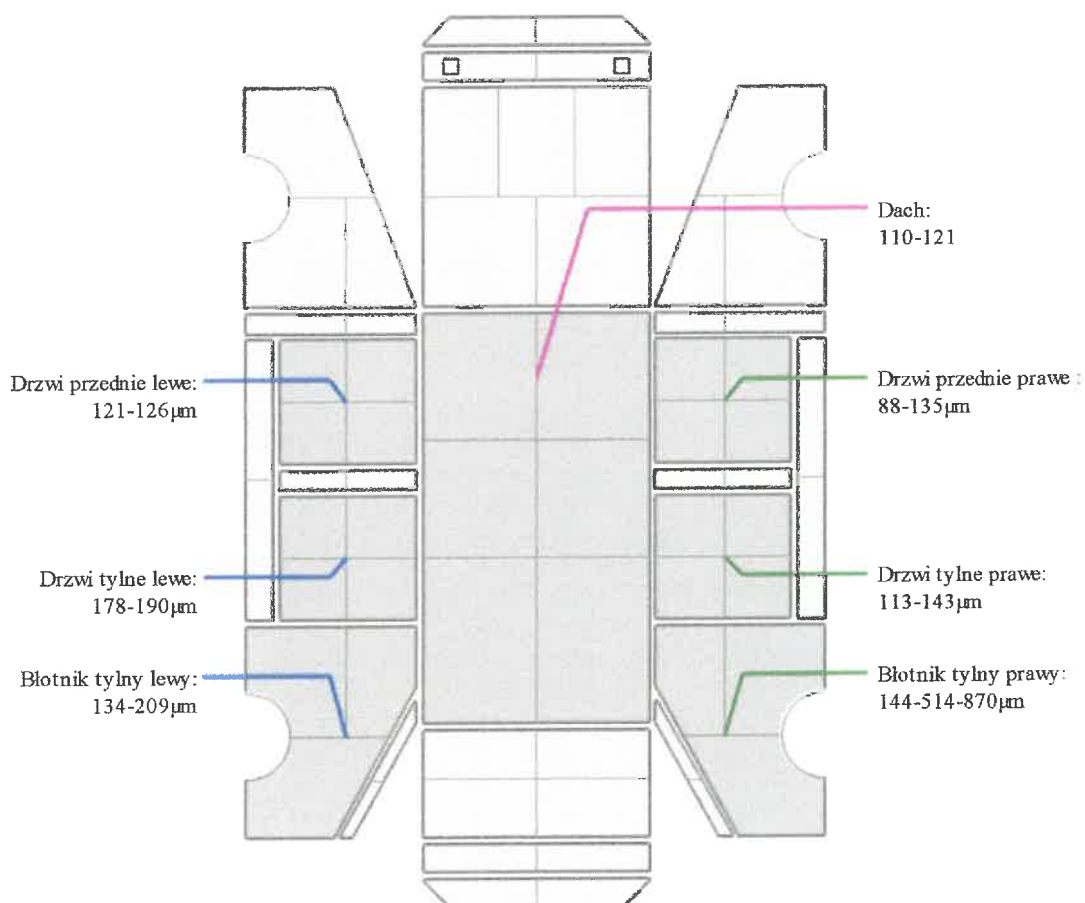 Dach:
110-121
Drzwi przednie lewe:
121-126µm
Drzwi przednie prawe :
88-135µm
Drzwi tylne lewe:
178-190µm
Drzwi tylne prawe:
113-143µm
Błotnik tylny lewy:
134-209µm
Błotnik tylny prawy:
144-514-870µm